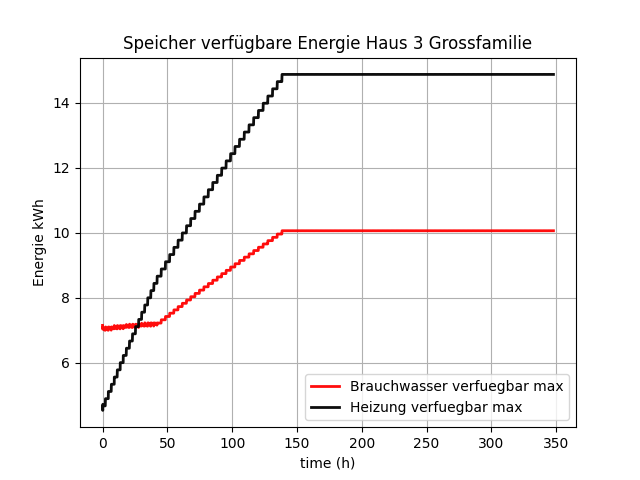 Speicher verfügbare Energie Haus 3 Grossfamilie
Energie kWh
14
12
10
8
6
0 50 100 150 200 250 300 350
time (h)
Brauchwasser verfuegbar max
Heizung verfuegbar max